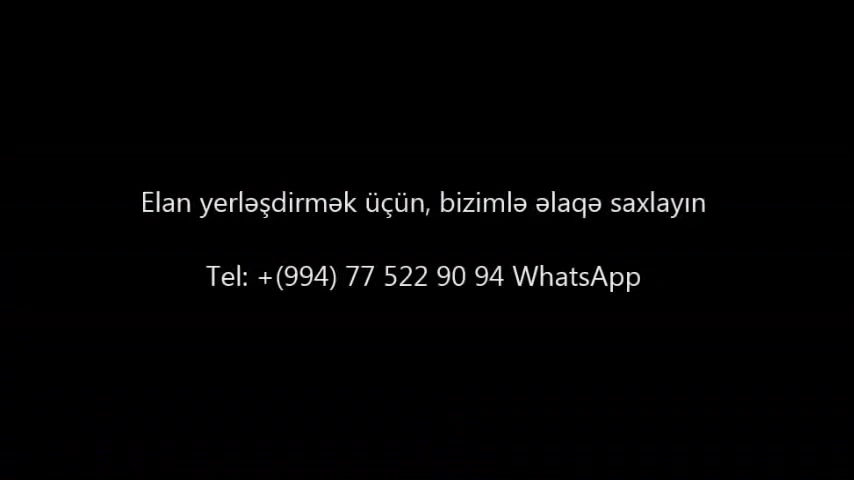 Elan yerləşdirmək üçün, bizimlə əlaqə saxlayın
Tel: +(994) 77 522 90 94 WhatsApp